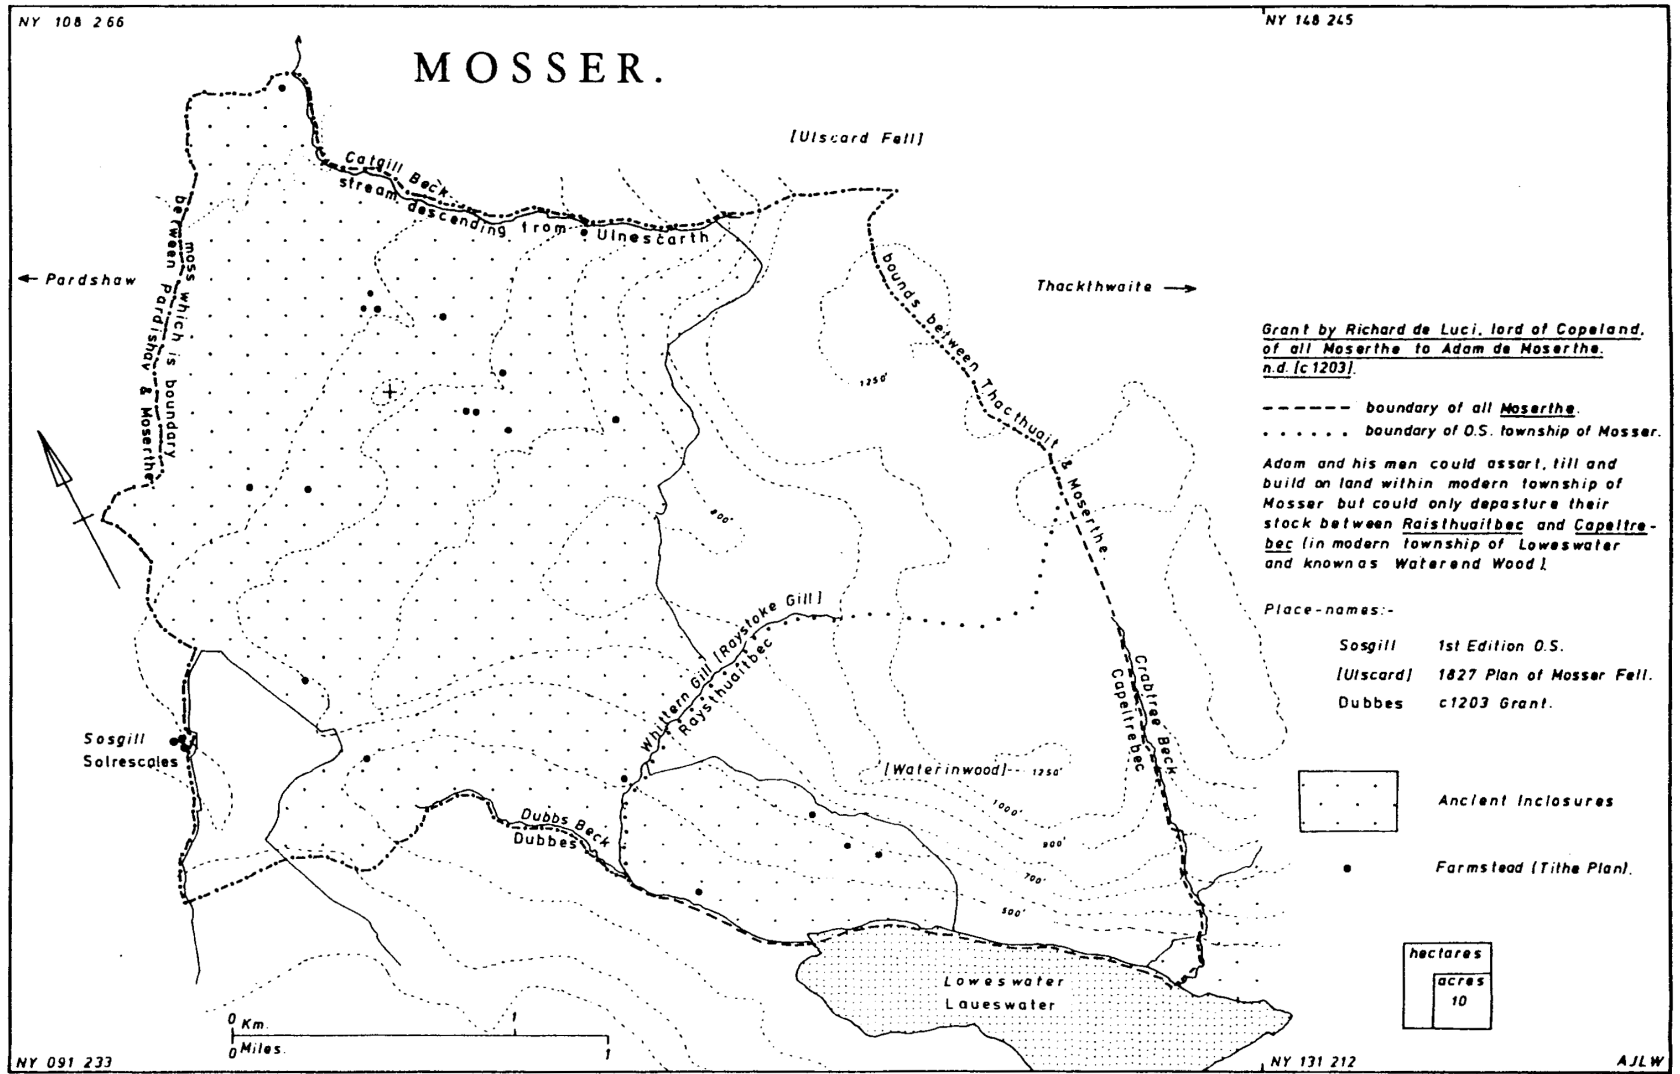 NY 108 266
NY 148 245
MOSSER.
[Ulscard Fell]
Catgill Beck
stream descending from Ulnescarth
moss which is boundary
between Pardishav & Moserthe
← Pardshaw
Thackthwaite →
bounds between Thacthuait & Moserthe.
1250'
800'
Grant by Richard de Luci, lord of Copeland,
of all Moserthe to Adam de Moserthe.
n.d. [c1203].
boundary of all Moserthe.
boundary of O.S. township of Mosser.
Adam and his men could assart, till and
build on land within modern township of
Mosser but could only depasture their
stock between Raisthuaitbec and Capeltre-
bec [in modern township of Loweswater
and known as Waterend Wood].
Place-names:-
Sosgill 1st Edition O.S.
[Ulscard] 1827 Plan of Mosser Fell.
Dubbes c1203 Grant.
Whittern Gill [Raystoke Gill]
Raysthuaitbec
Crabtree Beck
Capeltrebec
Sosgill
Solrescales
[Waterinwood]
1250'
1000'
900'
700'
500'
Dubbs Beck
Dubbes
Ancient Inclosures
Farmstead (Tithe Plan).
hectares
acres
10
Loweswater
Laueswater
0 Km. 1
0 Miles. 1
NY 091 233
NY 131 212
AJLW